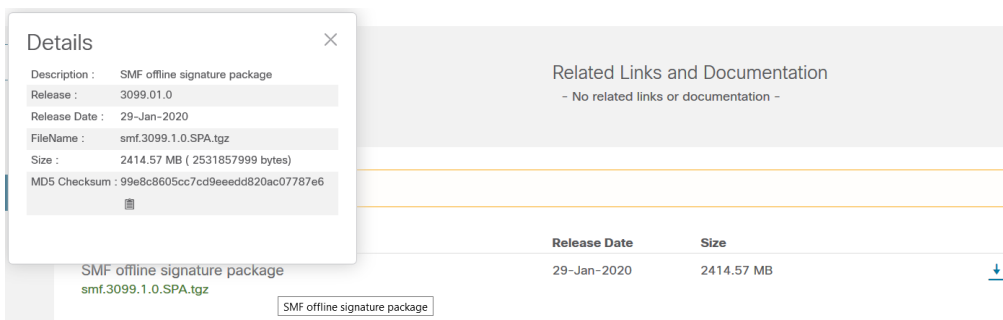 Details
Description : SMF offline signature package
Release : 3099.01.0
Release Date : 29-Jan-2020
FileName : smf.3099.1.0.SPA.tgz
Size : 2414.57 MB ( 2531857999 bytes)
MD5 Checksum : 99e8c8605cc7cd9eeedd820ac07787e6
Related Links and Documentation
- No related links or documentation -
Release Date Size
SMF offline signature package 29-Jan-2020 2414.57 MB
smf.3099.1.0.SPA.tgz
SMF offline signature package